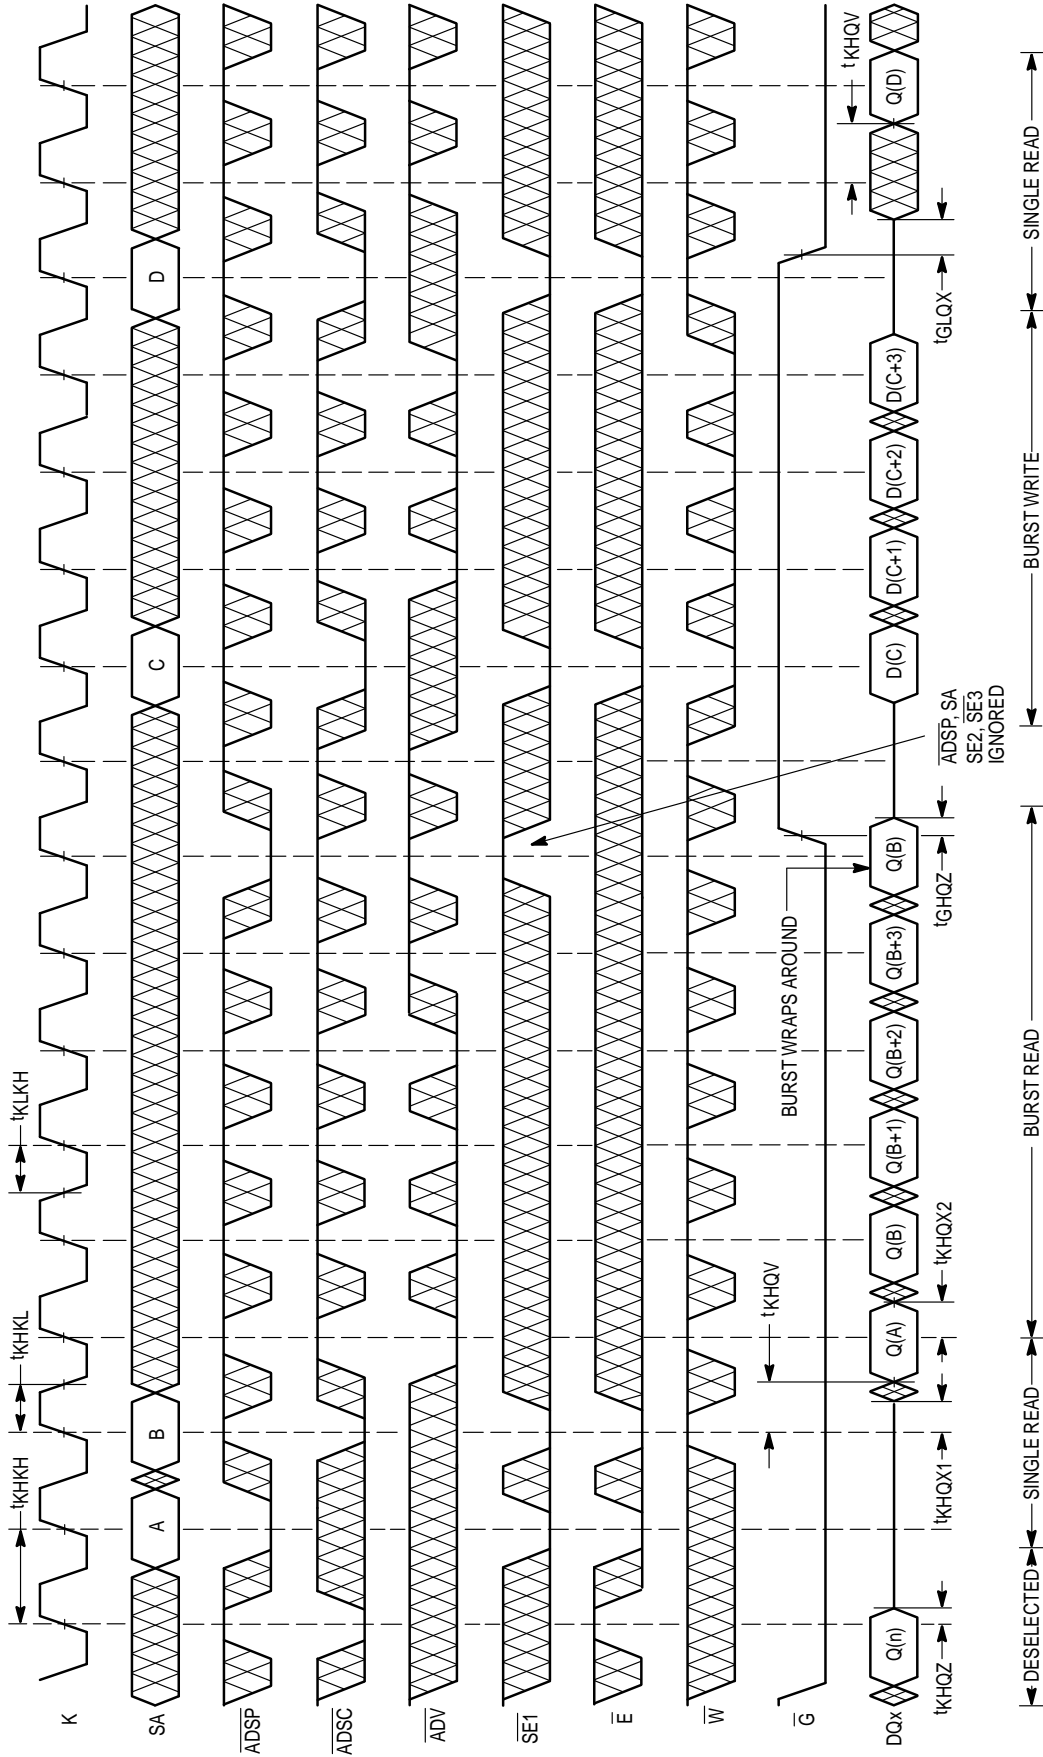 tKHKH
tKHKL
tKLKH
K
SA
A
B
C
D
ADSP
ADSC
ADV
SE1
E
W
G
DQx
ADSP, SA
SE2, SE3
IGNORED
BURST WRAPS AROUND
tKHQV
tKHQV
Q(n)
Q(A)
Q(B)
Q(B+1)
Q(B+2)
Q(B+3)
Q(B)
D(C)
D(C+1)
D(C+2)
D(C+3)
Q(D)
tKHQZ
tKHQX1
tKHQX2
tGHQZ
tGLQX
DESELECTED
SINGLE READ
BURST READ
BURST WRITE
SINGLE READ